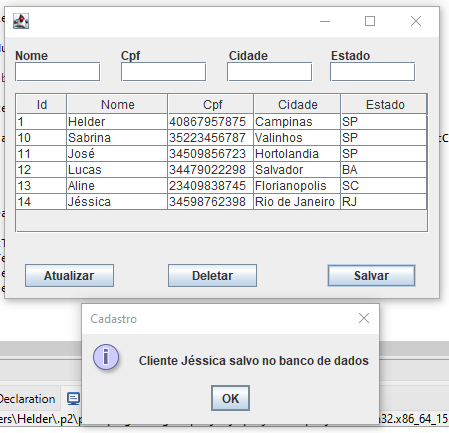 Nome Cpf Cidade Estado
Id Nome Cpf Cidade Estado
1 Helder 40867957875 Campinas SP
10 Sabrina 35223456787 Valinhos SP
11 José 34509856723 Hortolandia SP
12 Lucas 34479022298 Salvador BA
13 Aline 23409838745 Florianopolis SC
14 Jéssica 34598762398 Rio de Janeiro RJ
Atualizar Deletar Salvar
Cadastro
Cliente Jéssica salvo no banco de dados
OK
Declaration
ers\Helder\.p2\p
n32.x86_64_15